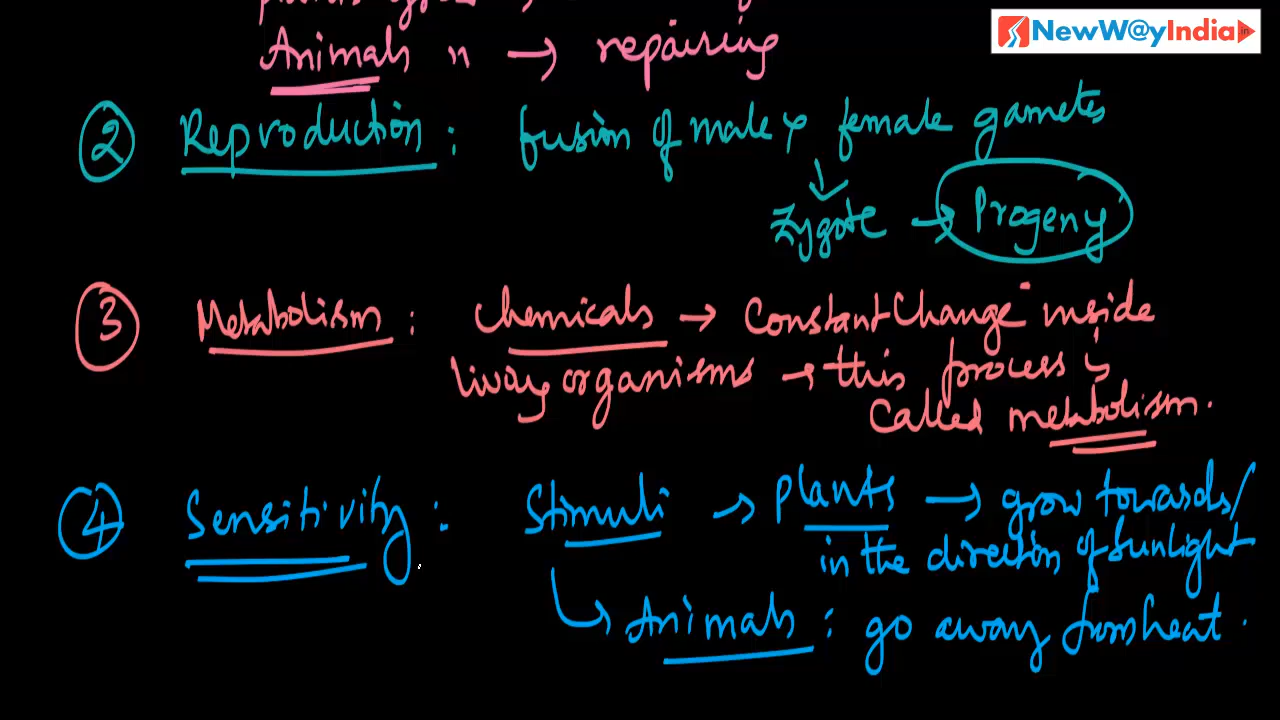 NewW@yIndia.in
Animals " → repairing
② Reproduction : fusion of male & female gametes
↓
Zygote → Progeny
③ Metabolism : Chemicals → Constant Change inside
living organisms → this process is
called metabolism.
④ Sensitivity : Stimuli → plants → grow towards/
in the direction of sunlight
↳ Animals : go away from heat.